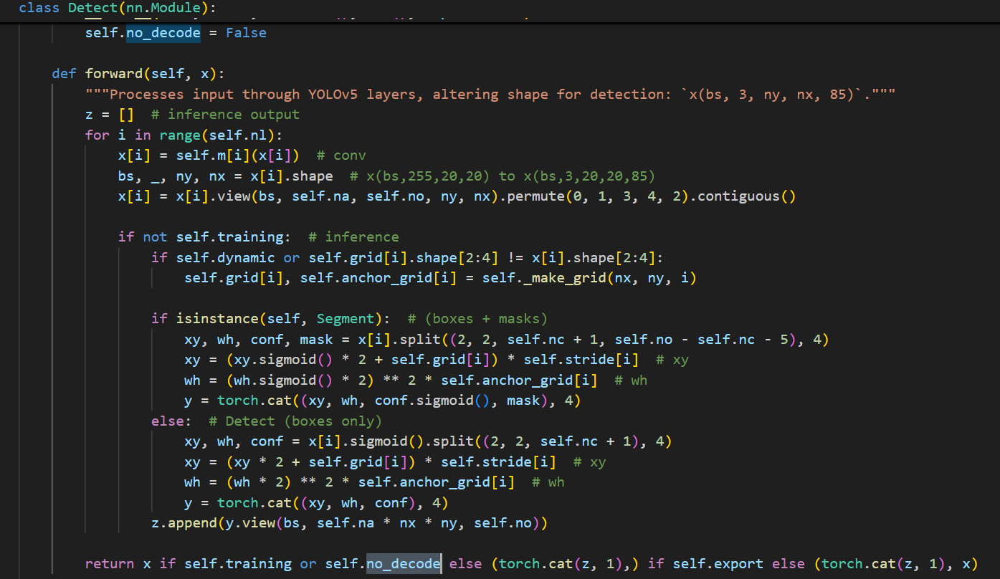 class Detect(nn.Module):
        self.no_decode = False

    def forward(self, x):
        """Processes input through YOLOv5 layers, altering shape for detection: `x(bs, 3, ny, nx, 85)`."""
        z = []  # inference output
        for i in range(self.nl):
            x[i] = self.m[i](x[i])  # conv
            bs, _, ny, nx = x[i].shape  # x(bs,255,20,20) to x(bs,3,20,20,85)
            x[i] = x[i].view(bs, self.na, self.no, ny, nx).permute(0, 1, 3, 4, 2).contiguous()

            if not self.training:  # inference
                if self.dynamic or self.grid[i].shape[2:4] != x[i].shape[2:4]:
                    self.grid[i], self.anchor_grid[i] = self._make_grid(nx, ny, i)

                if isinstance(self, Segment):  # (boxes + masks)
                    xy, wh, conf, mask = x[i].split((2, 2, self.nc + 1, self.no - self.nc - 5), 4)
                    xy = (xy.sigmoid() * 2 + self.grid[i]) * self.stride[i]  # xy
                    wh = (wh.sigmoid() * 2) ** 2 * self.anchor_grid[i]  # wh
                    y = torch.cat((xy, wh, conf.sigmoid(), mask), 4)
                else:  # Detect (boxes only)
                    xy, wh, conf = x[i].sigmoid().split((2, 2, self.nc + 1), 4)
                    xy = (xy * 2 + self.grid[i]) * self.stride[i]  # xy
                    wh = (wh * 2) ** 2 * self.anchor_grid[i]  # wh
                    y = torch.cat((xy, wh, conf), 4)
                z.append(y.view(bs, self.na * nx * ny, self.no))

        return x if self.training or self.no_decode else (torch.cat(z, 1),) if self.export else (torch.cat(z, 1), x)